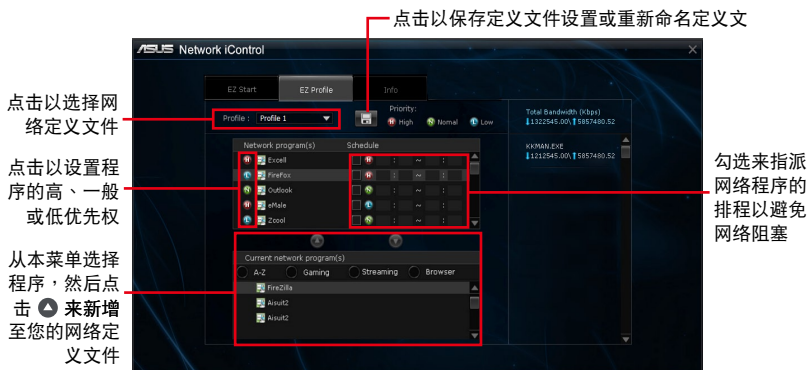 点击以保存定义文件设置或重新命名定义文
ASUS Network iControl
EZ Start
EZ Profile
Info
点击以选择网
络定义文件
Profile :
Profile 1
Priority:
H High
N Nomal
L Low
Total Bandwidth (Kbps)
1322545.00\ 5857480.52
KKMAN.EXE
1212545.00\ 5857480.52
Network program(s)
Schedule
点击以设置程
序的高、一般
或低优先权
H Excell H : ~ :
L FireFox H : ~ :
N Outlook N : ~ :
H eMale L : ~ :
L Zcool N : ~ :
勾选来指派
网络程序的
排程以避免
网络阻塞
从本菜单选择
程序，然后点
击 来新增
至您的网络定
义文件
Current network program(s)
A-Z
Gaming
Streaming
Browser
FireZilla
Aisuit2
Aisuit2